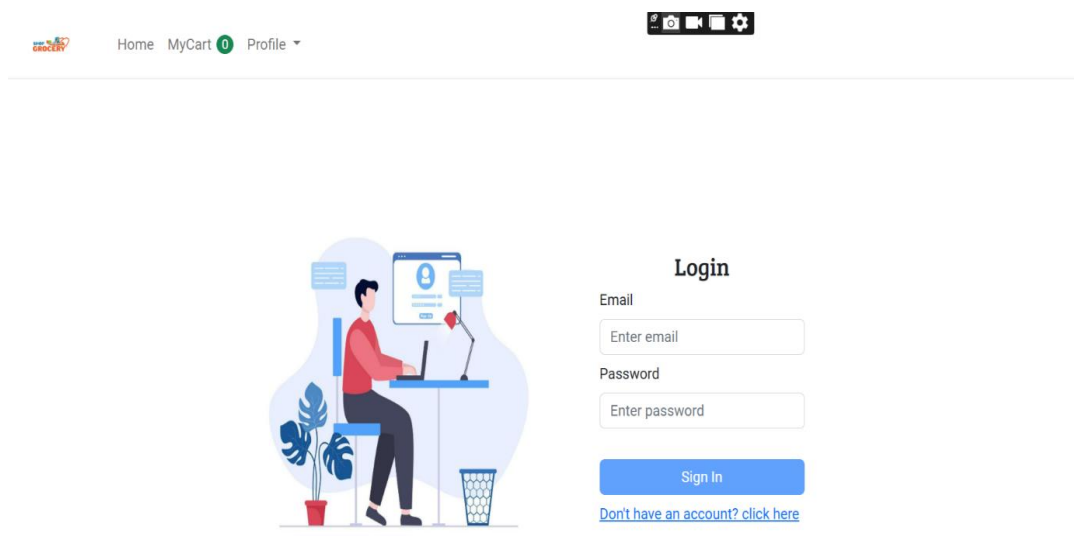 GROCERY
Home MyCart 0 Profile
Login
Email
Enter email
Password
Enter password
Sign In
Don't have an account? click here